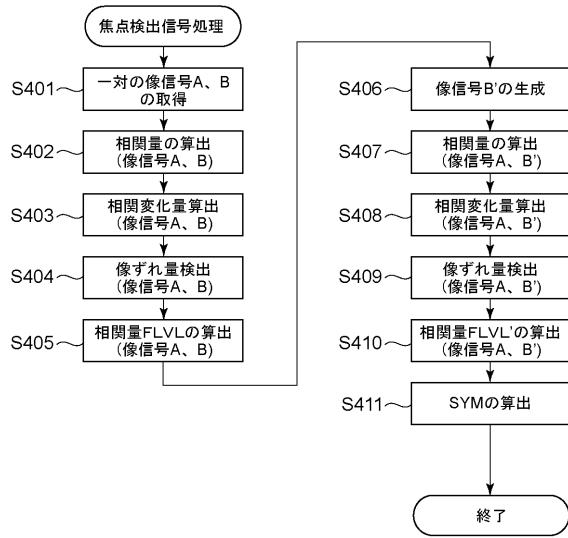 焦点検出信号処理
S401
一対の像信号A、B
の取得
S402
相関量の算出
(像信号A、B)
S403
相関変化量算出
(像信号A、B)
S404
像ずれ量検出
(像信号A、B)
S405
相関量FLVLの算出
(像信号A、B)
S406
像信号B'の生成
S407
相関量の算出
(像信号A、B')
S408
相関変化量算出
(像信号A、B')
S409
像ずれ量検出
(像信号A、B')
S410
相関量FLVL'の算出
(像信号A、B')
S411
SYMの算出
終了